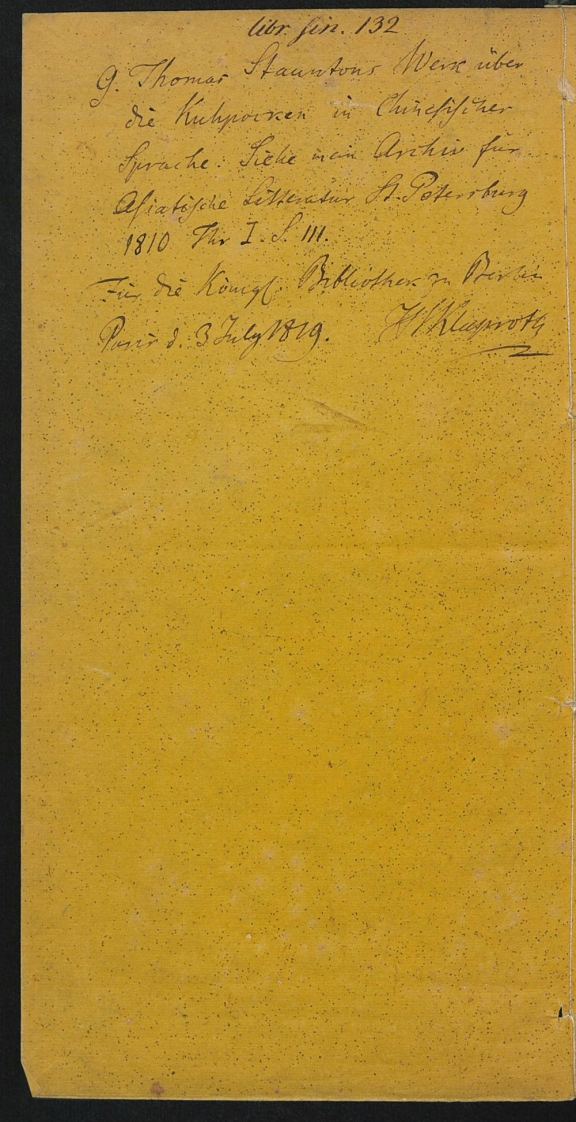 libr. sin. 132
G. Thomas Stauntons Werk über
die Kuhpocken in Chinesischer
Sprache. Siehe mein Archiv für
Asiatische Litteratur St. Petersburg
1810 Thr I. S. 111.
Für die Königl. Bibliothek zu Berlin
Paris d. 3 July 1819. HJKlaproth